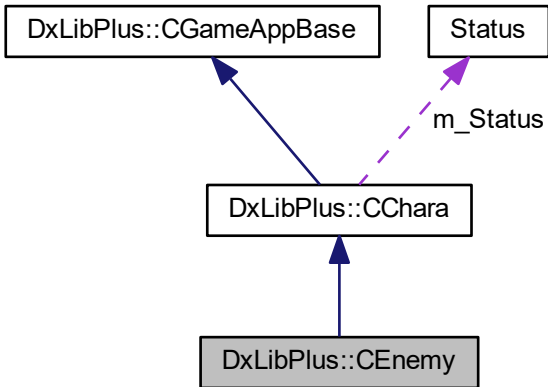 DxLibPlus::CGameAppBase
Status
m_Status
DxLibPlus::CChara
DxLibPlus::CEnemy